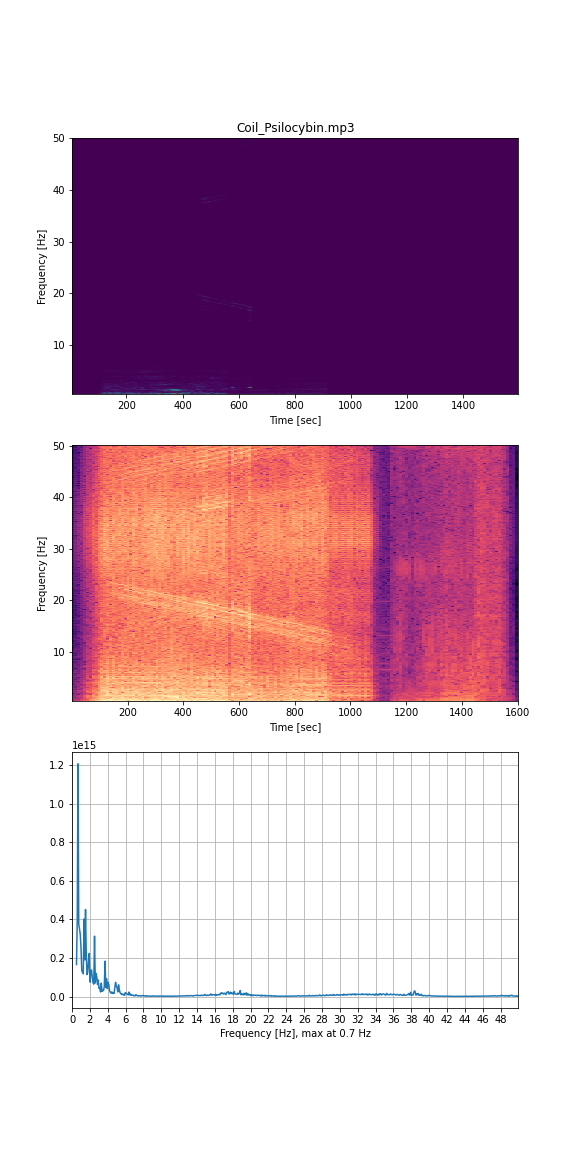 Coil_Psilocybin.mp3
50
40
30
20
10
Frequency [Hz]
200 400 600 800 1000 1200 1400
Time [sec]
50
40
30
20
10
Frequency [Hz]
200 400 600 800 1000 1200 1400 1600
Time [sec]
1e15
1.2
1.0
0.8
0.6
0.4
0.2
0.0
0 2 4 6 8 10 12 14 16 18 20 22 24 26 28 30 32 34 36 38 40 42 44 46 48
Frequency [Hz], max at 0.7 Hz